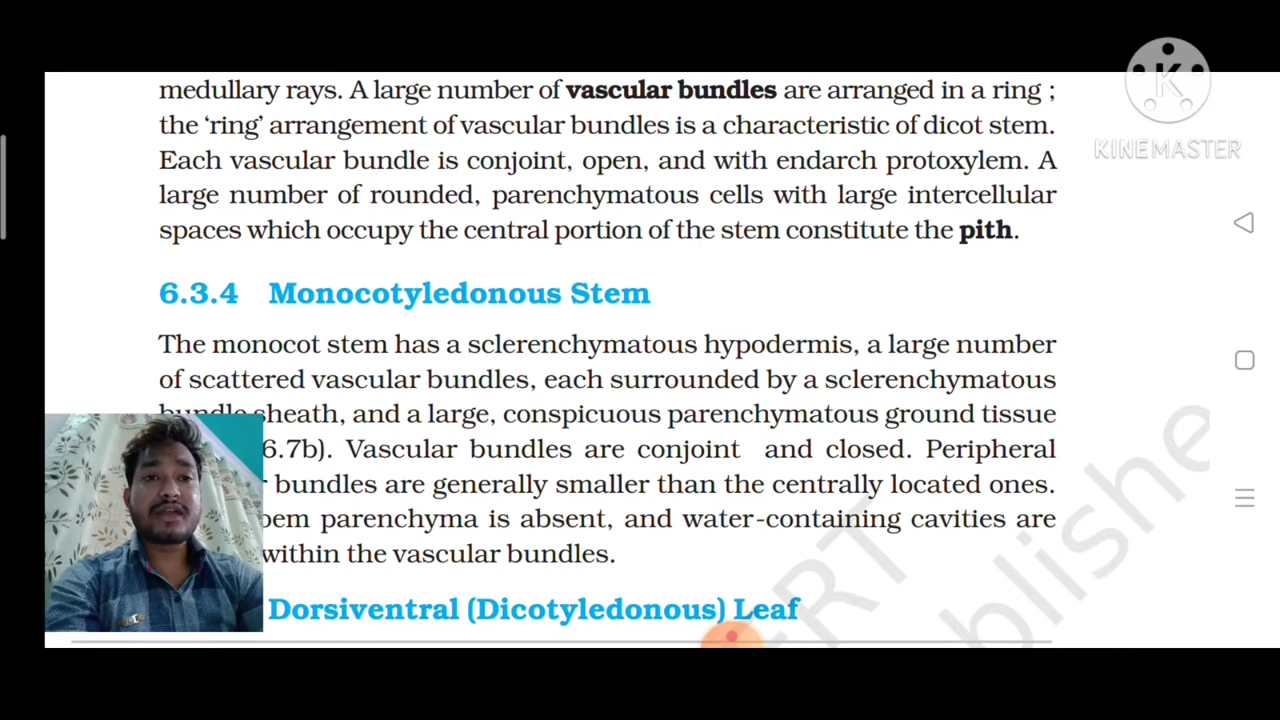 medullary rays. A large number of vascular bundles are arranged in a ring ;
the ‘ring’ arrangement of vascular bundles is a characteristic of dicot stem.
Each vascular bundle is conjoint, open, and with endarch protoxylem. A
large number of rounded, parenchymatous cells with large intercellular
spaces which occupy the central portion of the stem constitute the pith.
6.3.4 Monocotyledonous Stem
The monocot stem has a sclerenchymatous hypodermis, a large number
of scattered vascular bundles, each surrounded by a sclerenchymatous
bundle sheath, and a large, conspicuous parenchymatous ground tissue
6.7b). Vascular bundles are conjoint and closed. Peripheral
bundles are generally smaller than the centrally located ones.
parenchyma is absent, and water-containing cavities are
within the vascular bundles.
Dorsiventral (Dicotyledonous) Leaf
K
KINEMASTER